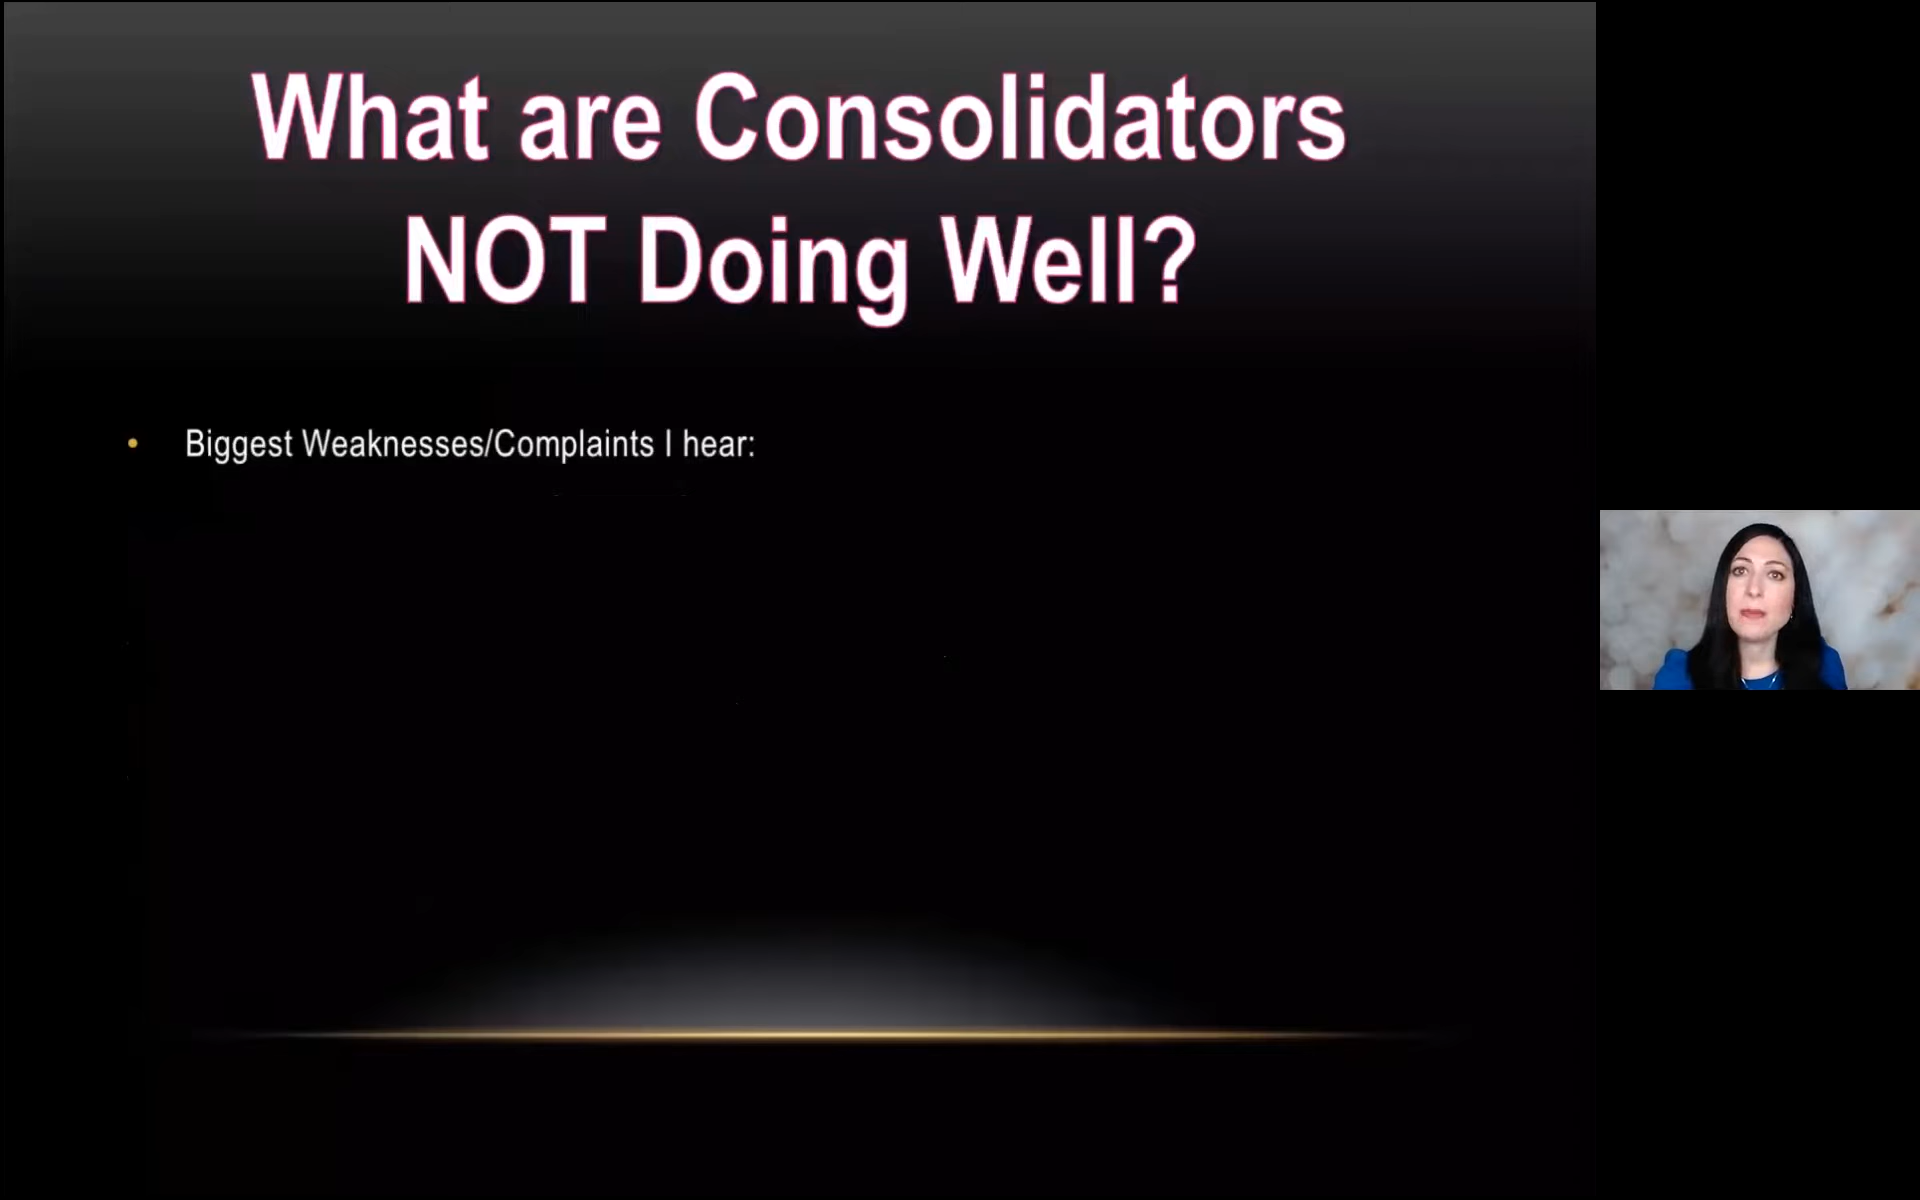 What are Consolidators
NOT Doing Well?
• Biggest Weaknesses/Complaints I hear: